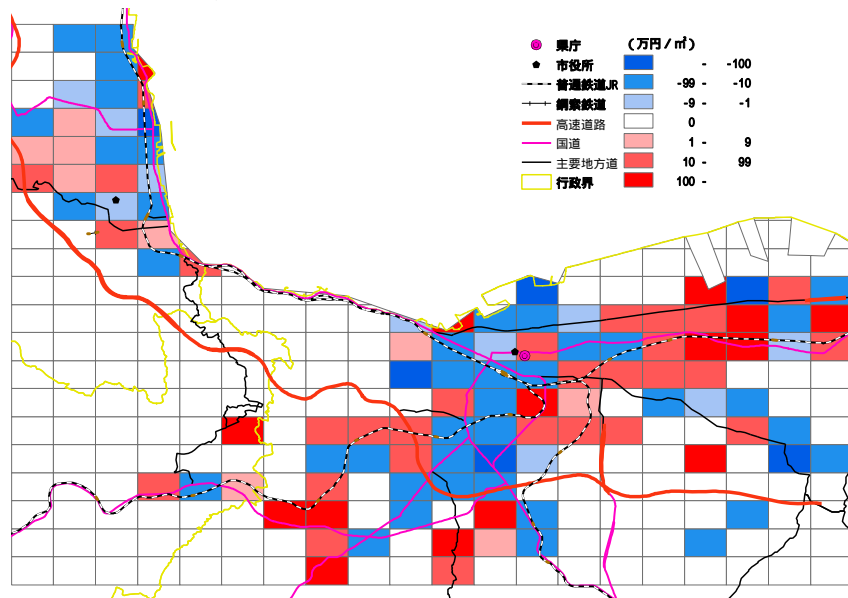 県庁 (万円/㎡)
市役所 - -100
普通鉄道JR -99 - -10
鋼索鉄道 -9 - -1
高速道路 0
国道 1 - 9
主要地方道 10 - 99
行政界 100 -